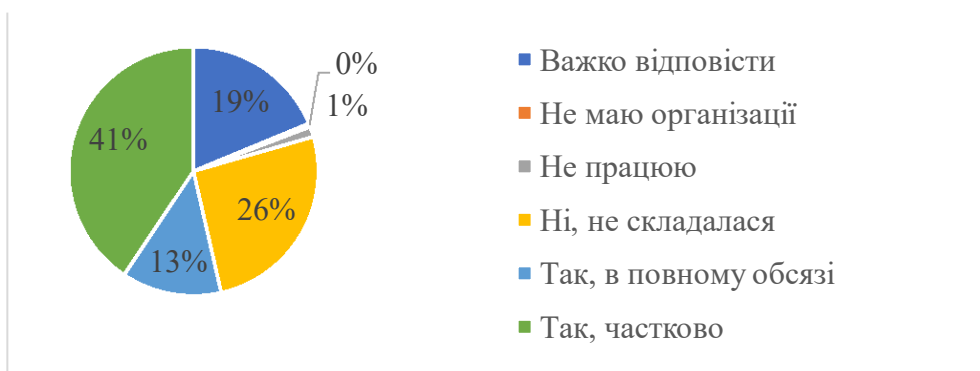 0%
1%
19%
41%
26%
13%
Важко відповісти
Не маю організації
Не працюю
Ні, не складалася
Так, в повному обсязі
Так, частково